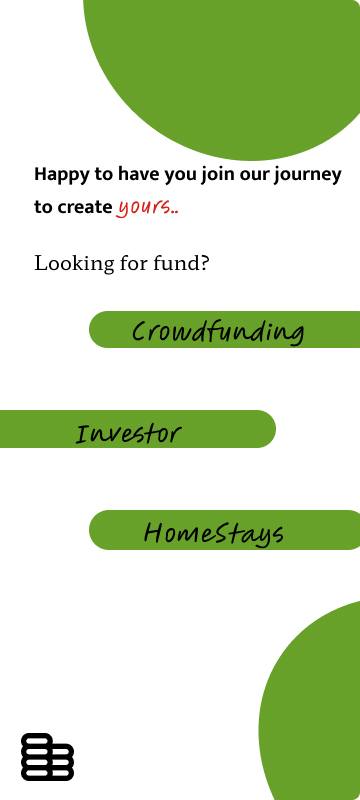 Happy to have you join our journey
to create yours..
Looking for fund?
Crowdfunding
Investor
HomeStays